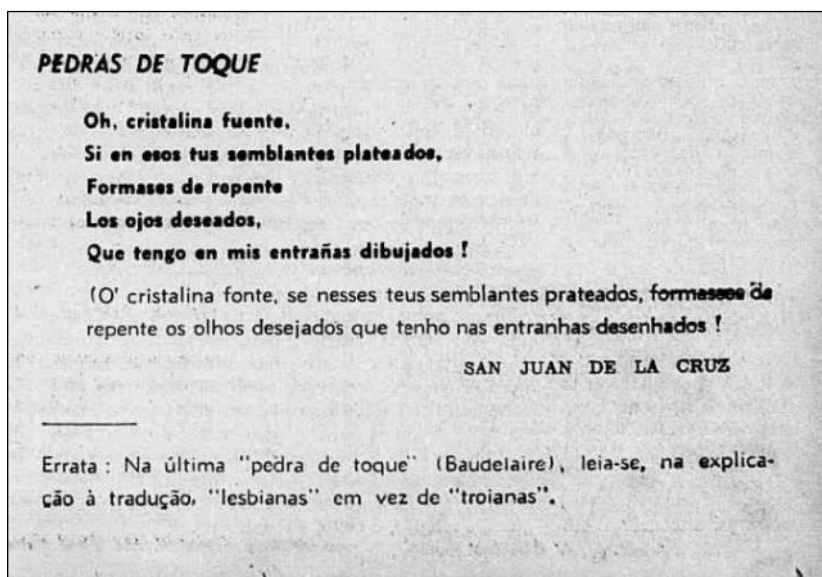 PEDRAS DE TOQUE
Oh, cristalina fuente,
Si en esos tus semblantes plateados,
Formases de repente
Los ojos deseados,
Que tengo en mis entrañas dibujados !
(O' cristalina fonte, se nesses teus semblantes prateados, formasses de
repente os olhos desejados que tenho nas entranhas desenhados !
SAN JUAN DE LA CRUZ
Errata : Na última "pedra de toque" (Baudelaire), leia-se, na explica-
ção à tradução, "lesbianas" em vez de "troianas".